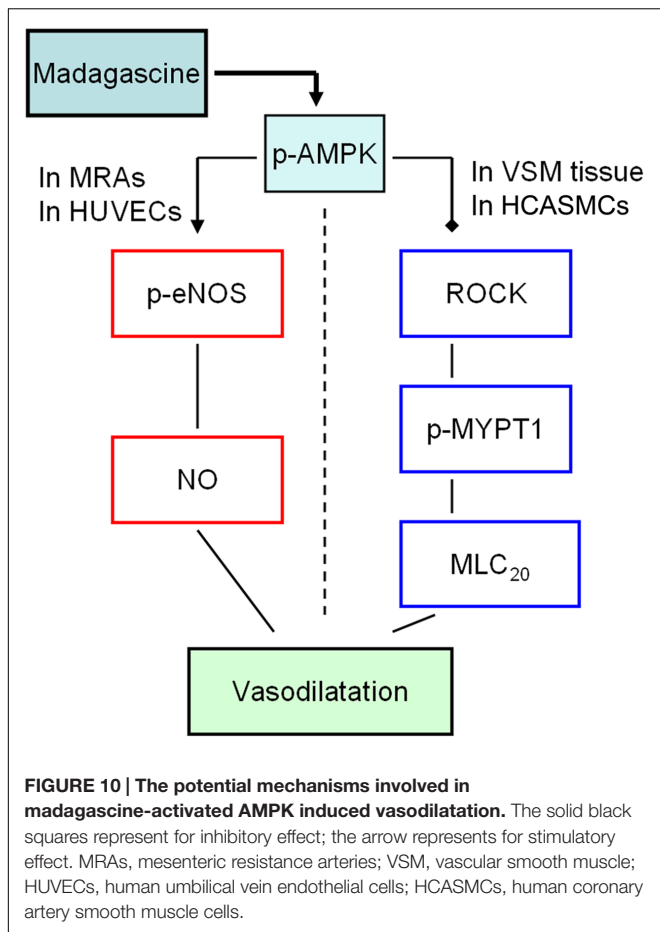 Madagascine
p-AMPK
In MRAs
In HUVECs
In VSM tissue
In HCASMCs
p-eNOS
ROCK
p-MYPT1
NO
MLC20
Vasodilatation
FIGURE 10 | The potential mechanisms involved in
madagascine-activated AMPK induced vasodilatation. The solid black
squares represent for inhibitory effect; the arrow represents for stimulatory
effect. MRAs, mesenteric resistance arteries; VSM, vascular smooth muscle;
HUVECs, human umbilical vein endothelial cells; HCASMCs, human coronary
artery smooth muscle cells.